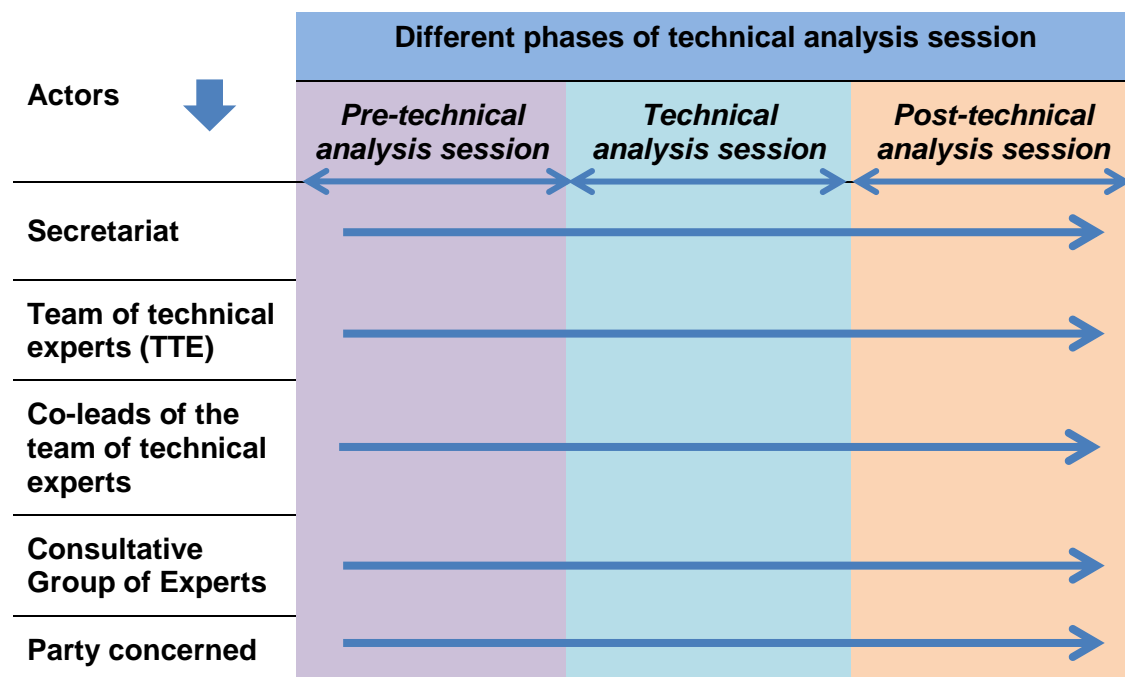 Different phases of technical analysis session
Actors
Pre-technical
analysis session
Technical
analysis session
Post-technical
analysis session
Secretariat
Team of technical
experts (TTE)
Co-leads of the
team of technical
experts
Consultative
Group of Experts
Party concerned